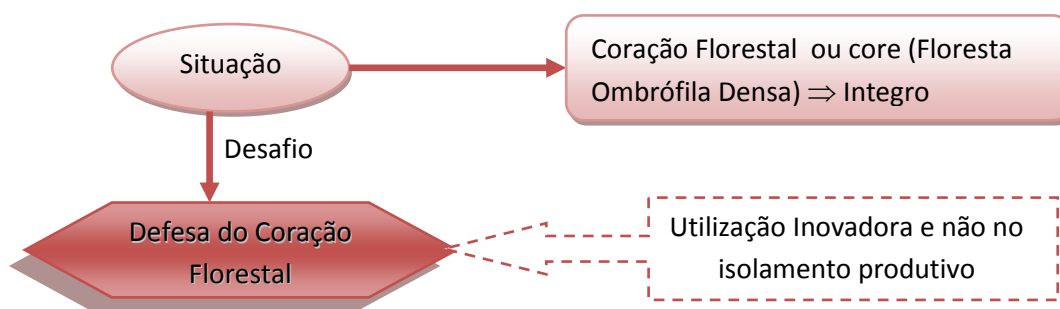 Situação
Coração Florestal ou core (Floresta
Ombrófila Densa) ⇒ Integro
Desafio
Defesa do Coração
Florestal
Utilização Inovadora e não no
isolamento produtivo